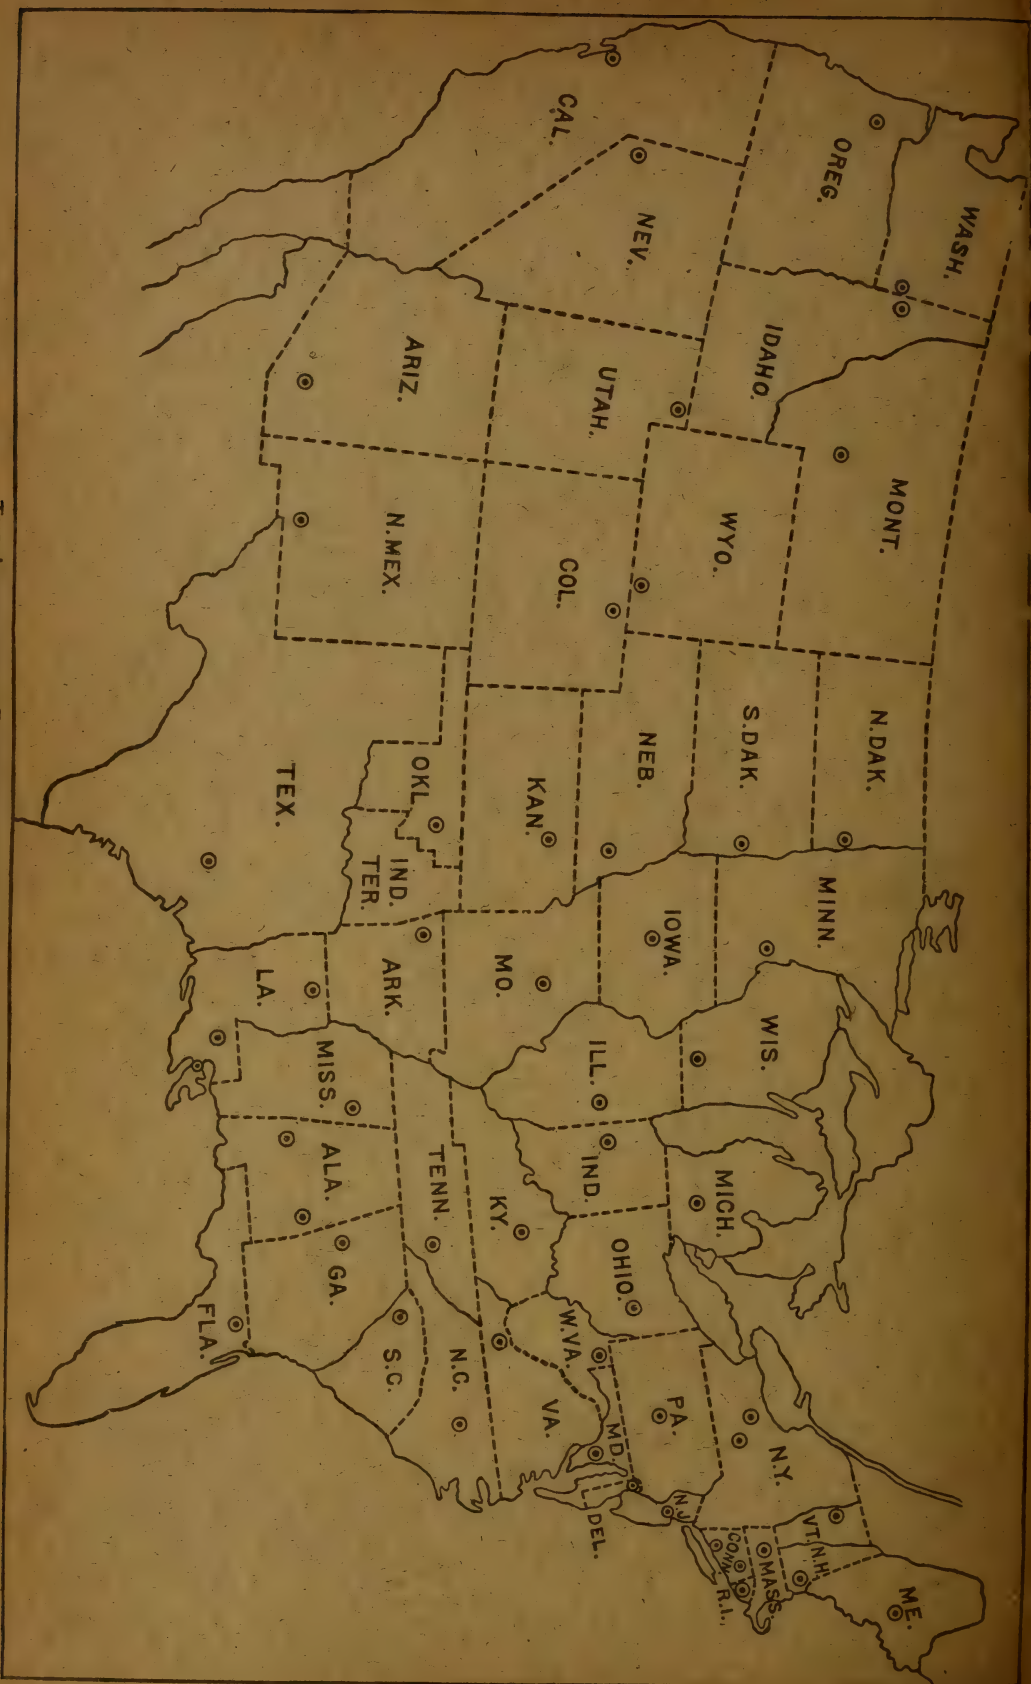 WASH.
OREG.
CAL.
NEV.
IDAHO.
MONT.
WYO.
UTAH.
ARIZ.
COL.
N.MEX.
N.DAK.
S.DAK.
NEB.
KAN.
OKL.
IND.
TER.
TEX.
MINN.
IOWA.
MO.
ARK.
LA.
WIS.
ILL.
MISS.
MICH.
IND.
OHIO.
KY.
TENN.
ALA.
GA.
FLA.
S.C.
N.C.
VA.
W.VA.
PA.
MD.
DEL.
N.J.
N.Y.
VT.
N.H.
MASS.
CONN.
R.I.
ME.